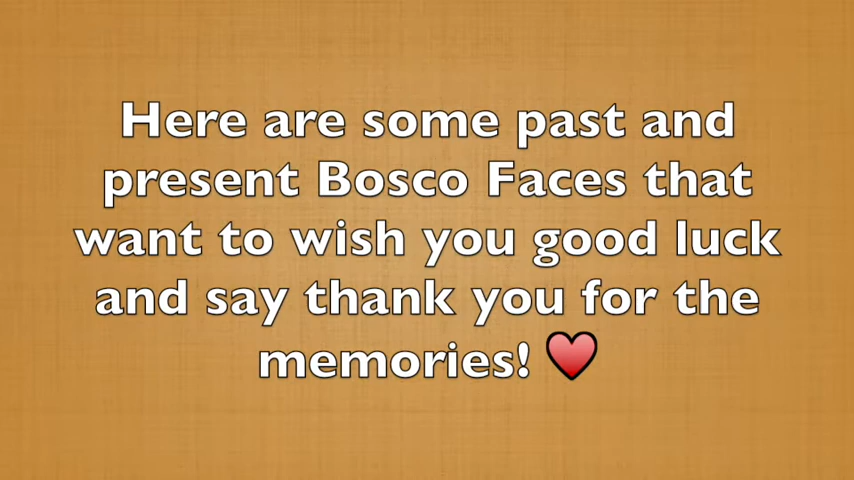 Here are some past and
present Bosco Faces that
want to wish you good luck
and say thank you for the
memories! ♥